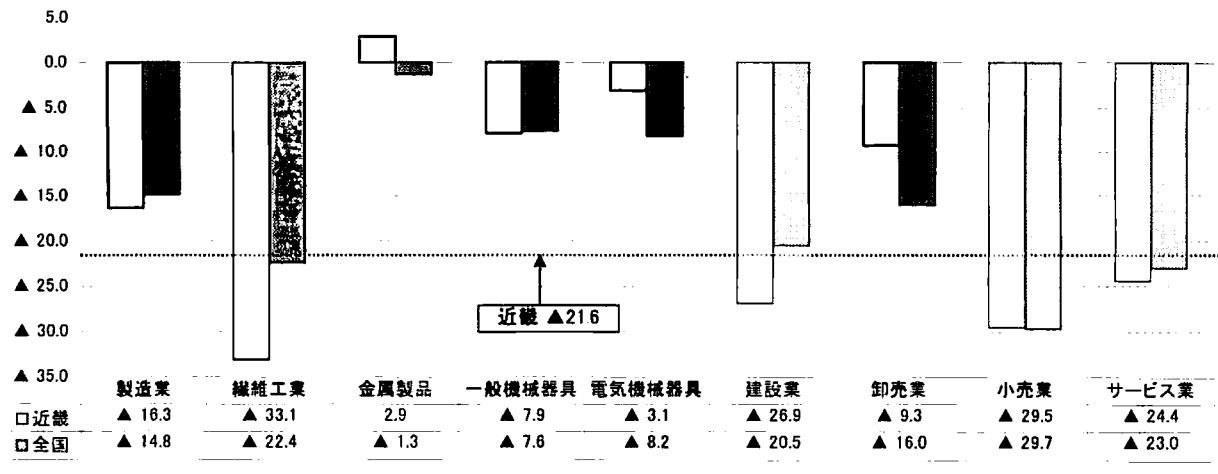 5.0
0.0
▲ 5.0
▲ 10.0
▲ 15.0
▲ 20.0
▲ 25.0
▲ 30.0
▲ 35.0
近畿 ▲21.6
製造業 繊維工業 金属製品 一般機械器具 電気機械器具 建設業 卸売業 小売業 サービス業
□近畿 ▲ 16.3 ▲ 33.1 2.9 ▲ 7.9 ▲ 3.1 ▲ 26.9 ▲ 9.3 ▲ 29.5 ▲ 24.4
□全国 ▲ 14.8 ▲ 22.4 ▲ 1.3 ▲ 7.6 ▲ 8.2 ▲ 20.5 ▲ 16.0 ▲ 29.7 ▲ 23.0